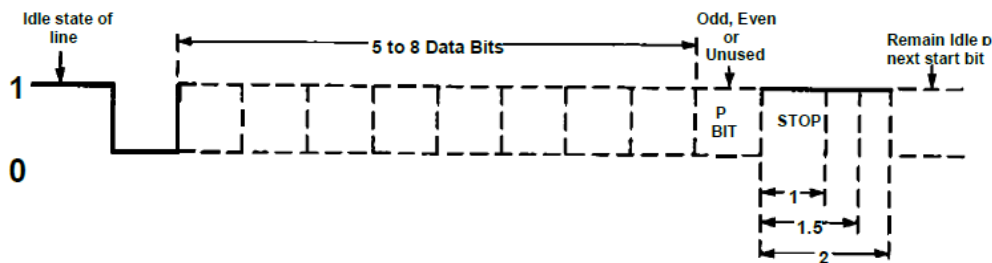 Idle state of
line
5 to 8 Data Bits
Odd, Even
or
Unused
Remain Idle
next start bit
1
0
P
BIT
STOP
1
1.5
2